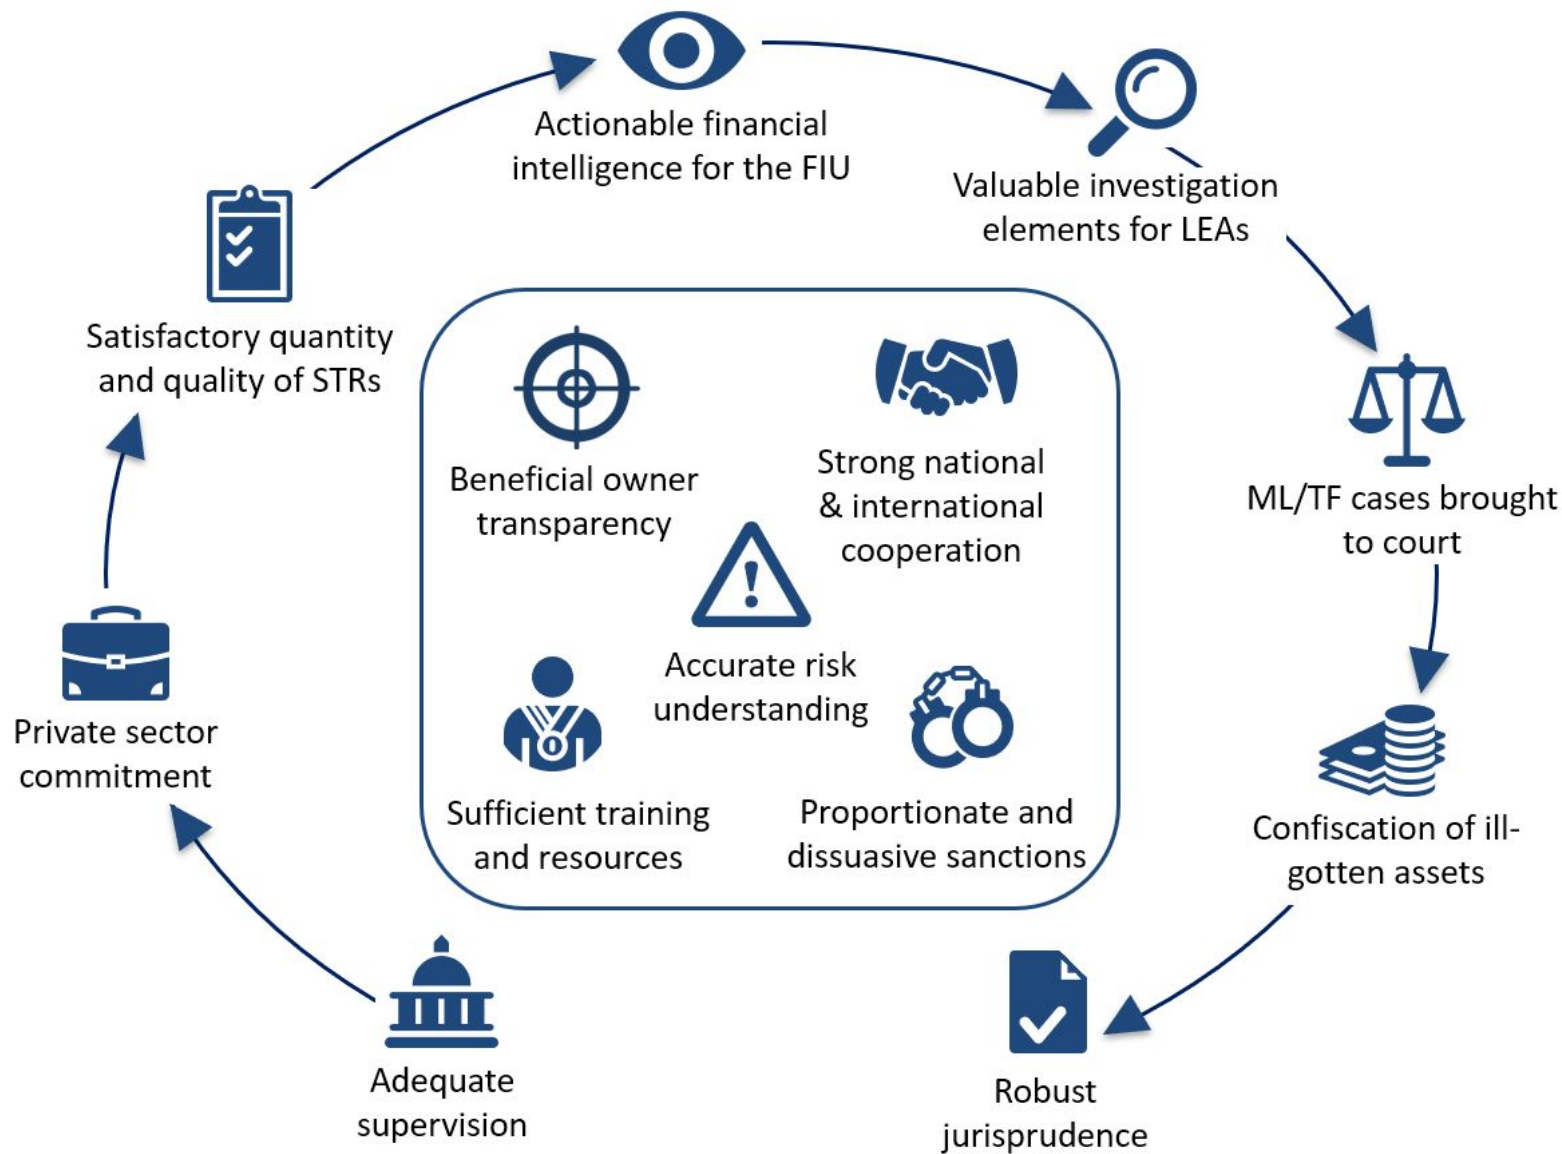 Actionable financial
intelligence for the FIU
Valuable investigation
elements for LEAs
Satisfactory quantity
and quality of STRs
ML/TF cases brought
to court
Private sector
commitment
Confiscation of ill-
gotten assets
Adequate
supervision
Robust
jurisprudence
Beneficial owner
transparency
Strong national
& international
cooperation
Accurate risk
understanding
Sufficient training
and resources
Proportionate and
dissuasive sanctions